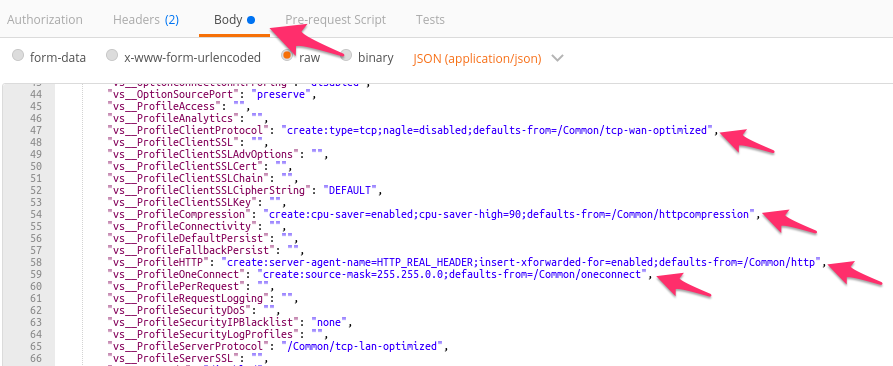 Authorization Headers (2) Body Pre-request Script Tests
form-data x-www-form-urlencoded raw binary JSON (application/json)
44 "vs__OptionSourcePort": "preserve",
45 "vs__ProfileAccess": "",
46 "vs__ProfileAnalytics": "",
47 "vs__ProfileClientProtocol": "create:type=tcp;nagle=disabled;defaults-from=/Common/tcp-wan-optimized",
48 "vs__ProfileClientSSL": "",
49 "vs__ProfileClientSSLAdvOptions": "",
50 "vs__ProfileClientSSLCert": "",
51 "vs__ProfileClientSSLChain": "",
52 "vs__ProfileClientSSLCipherString": "DEFAULT",
53 "vs__ProfileClientSSLKey": "",
54 "vs__ProfileCompression": "create:cpu-saver=enabled;cpu-saver-high=90;defaults-from=/Common/httpcompression",
55 "vs__ProfileConnectivity": "",
56 "vs__ProfileDefaultPersist": "",
57 "vs__ProfileFallbackPersist": "",
58 "vs__ProfileHTTP": "create:server-agent-name=HTTP_REAL_HEADER;insert-xforwarded-for=enabled;defaults-from=/Common/http",
59 "vs__ProfileOneConnect": "create:source-mask=255.255.0.0;defaults-from=/Common/oneconnect",
60 "vs__ProfilePerRequest": "",
61 "vs__ProfileRequestLogging": "",
62 "vs__ProfileSecurityDoS": "",
63 "vs__ProfileSecurityIPBlacklist": "none",
64 "vs__ProfileSecurityLogProfiles": "",
65 "vs__ProfileServerProtocol": "/Common/tcp-lan-optimized",
66 "vs__ProfileServerSSL": "",